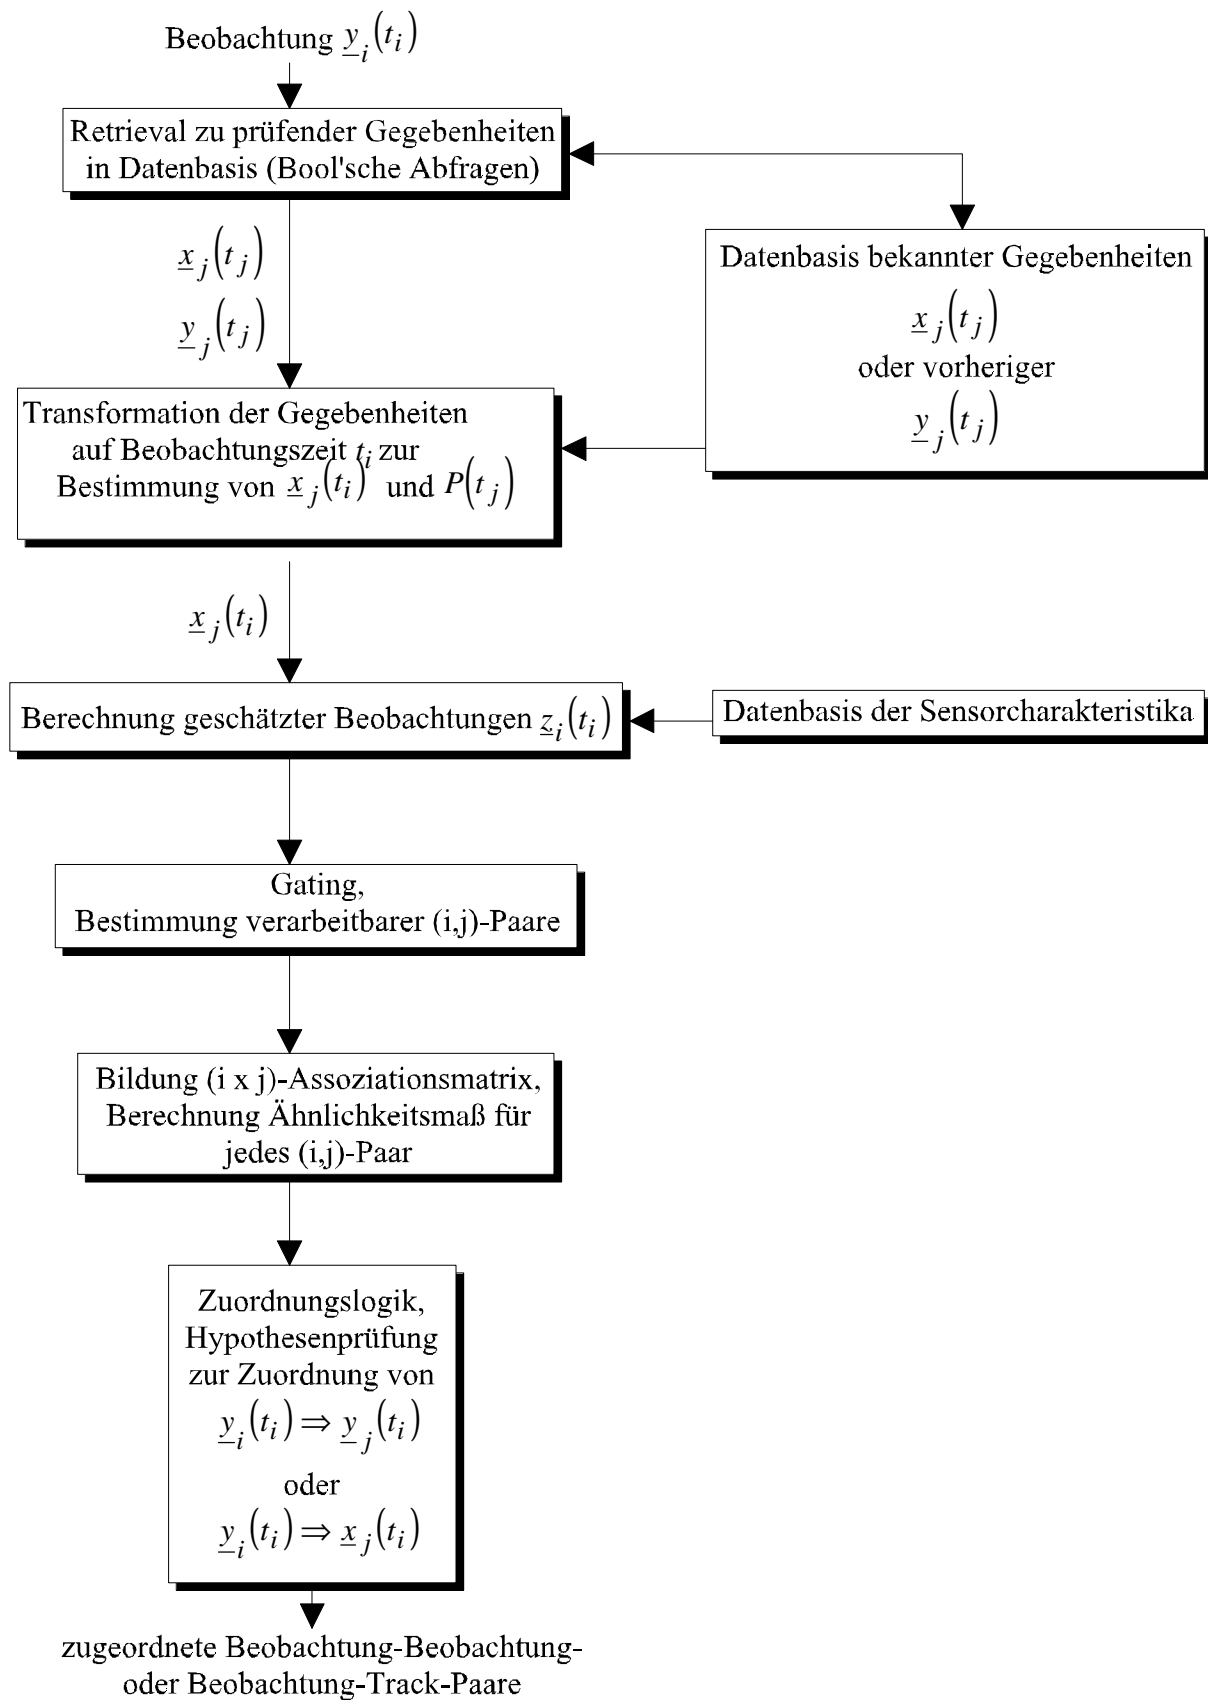 Beobachtung y_i(t_i)
Retrieval zu prüfender Gegebenheiten
in Datenbasis (Bool'sche Abfragen)
x_j(t_j)
y_j(t_j)
Datenbasis bekannter Gegebenheiten
x_j(t_j)
oder vorheriger
y_j(t_j)
Transformation der Gegebenheiten
auf Beobachtungszeit t_i zur
Bestimmung von x_j(t_i) und P(t_j)
x_j(t_i)
Berechnung geschätzter Beobachtungen z_i(t_i)
Datenbasis der Sensorcharakteristika
Gating,
Bestimmung verarbeitbarer (i,j)-Paare
Bildung (i x j)-Assoziationsmatrix,
Berechnung Ähnlichkeitsmaß für
jedes (i,j)-Paar
Zuordnungslogik,
Hypothesenprüfung
zur Zuordnung von
y_i(t_i) ⇒ y_j(t_i)
oder
y_i(t_i) ⇒ x_j(t_i)
zugeordnete Beobachtung-Beobachtung-
oder Beobachtung-Track-Paare